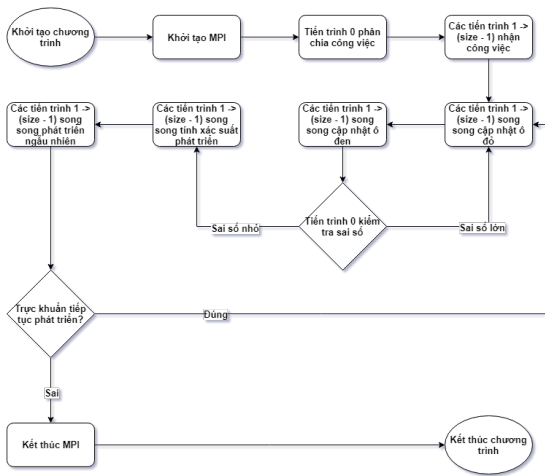 Khởi tạo chương
trình
Khởi tạo MPI
Tiến trình 0 phân
chia công việc
Các tiến trình 1 ->
(size - 1) nhận
công việc
Các tiến trình 1 ->
(size - 1) song
song phát triển
ngẫu nhiên
Các tiến trình 1 ->
(size - 1) song
song tính xác suất
phát triển
Các tiến trình 1 ->
(size - 1) song
song cập nhật ô
đen
Các tiến trình 1 ->
(size - 1) song
song cập nhật ô
đỏ
Tiến trình 0 kiểm
tra sai số
Sai số nhỏ
Sai số lớn
Trực khuẩn tiếp
tục phát triển?
Đúng
Sai
Kết thúc MPI
Kết thúc chương
trình